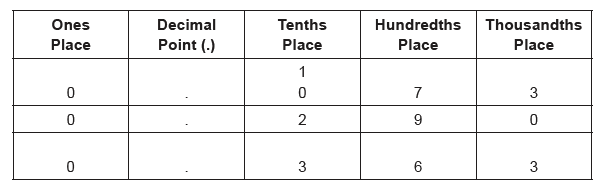 Ones Place Decimal Point (.) Tenths Place Hundredths Place Thousandths Place
1
0 . 0 7 3
0 . 2 9 0
0 . 3 6 3